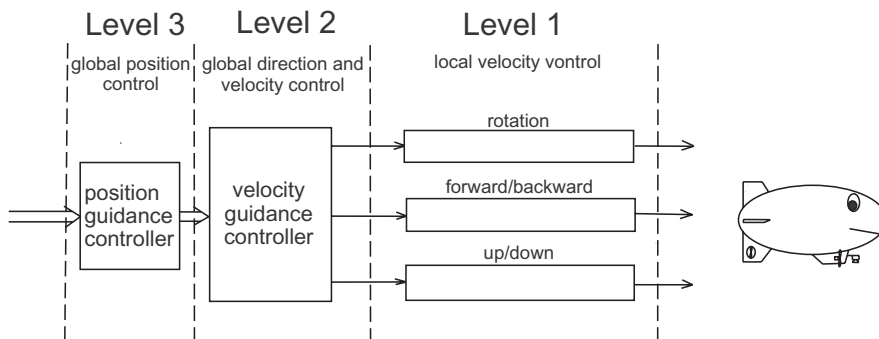 Level 3
Level 2
Level 1
global position
control
global direction and
velocity control
local velocity vontrol
rotation
position
guidance
controller
velocity
guidance
controller
forward/backward
up/down